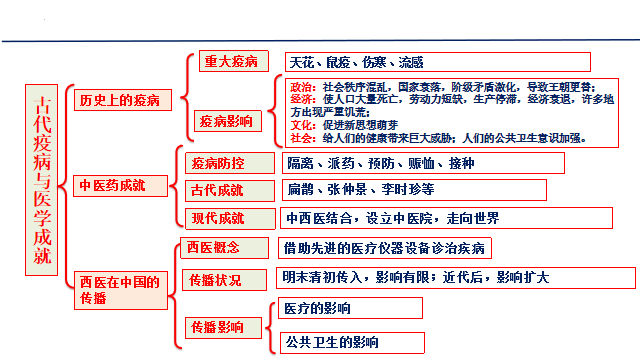 古代疫病与医学成就
历史上的疫病
重大疫病
天花、鼠疫、伤寒、流感
疫病影响
政治：社会秩序混乱，国家衰落，阶级矛盾激化，导致王朝更替；
经济：使人口大量死亡，劳动力短缺，生产停滞，经济衰退，许多地
方出现严重饥荒；
文化：促进新思想萌芽
社会：给人们的健康带来巨大威胁；人们的公共卫生意识加强。
中医药成就
疫病防控
隔离、派药、预防、赈恤、接种
古代成就
扁鹊、张仲景、李时珍等
现代成就
中西医结合，设立中医院，走向世界
西医在中国的
传播
西医概念
借助先进的医疗仪器设备诊治疾病
传播状况
明末清初传入，影响有限；近代后，影响扩大
传播影响
医疗的影响
公共卫生的影响